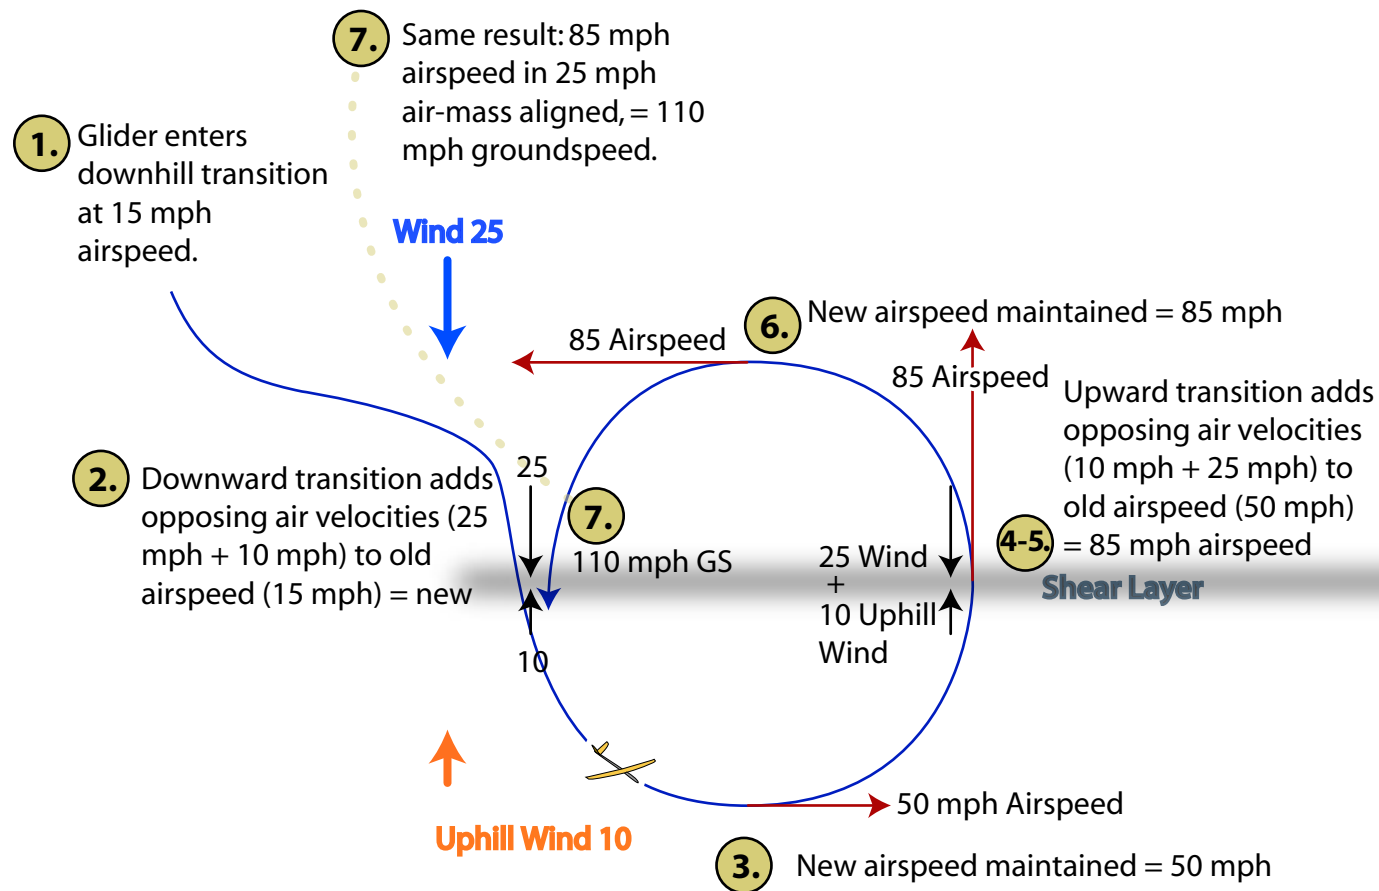 7.
Same result: 85 mph
airspeed in 25 mph
air-mass aligned, = 110
mph groundspeed.
1.
Glider enters
downhill transition
at 15 mph
airspeed.
Wind 25
6.
New airspeed maintained = 85 mph
85 Airspeed
85 Airspeed
Upward transition adds
opposing air velocities
(10 mph + 25 mph) to
old airspeed (50 mph)
= 85 mph airspeed
4-5.
2.
Downward transition adds
opposing air velocities (25
mph + 10 mph) to old
airspeed (15 mph) = new
25
7.
110 mph GS
25 Wind
+
10 Uphill
Wind
Shear Layer
10
50 mph Airspeed
Uphill Wind 10
3.
New airspeed maintained = 50 mph